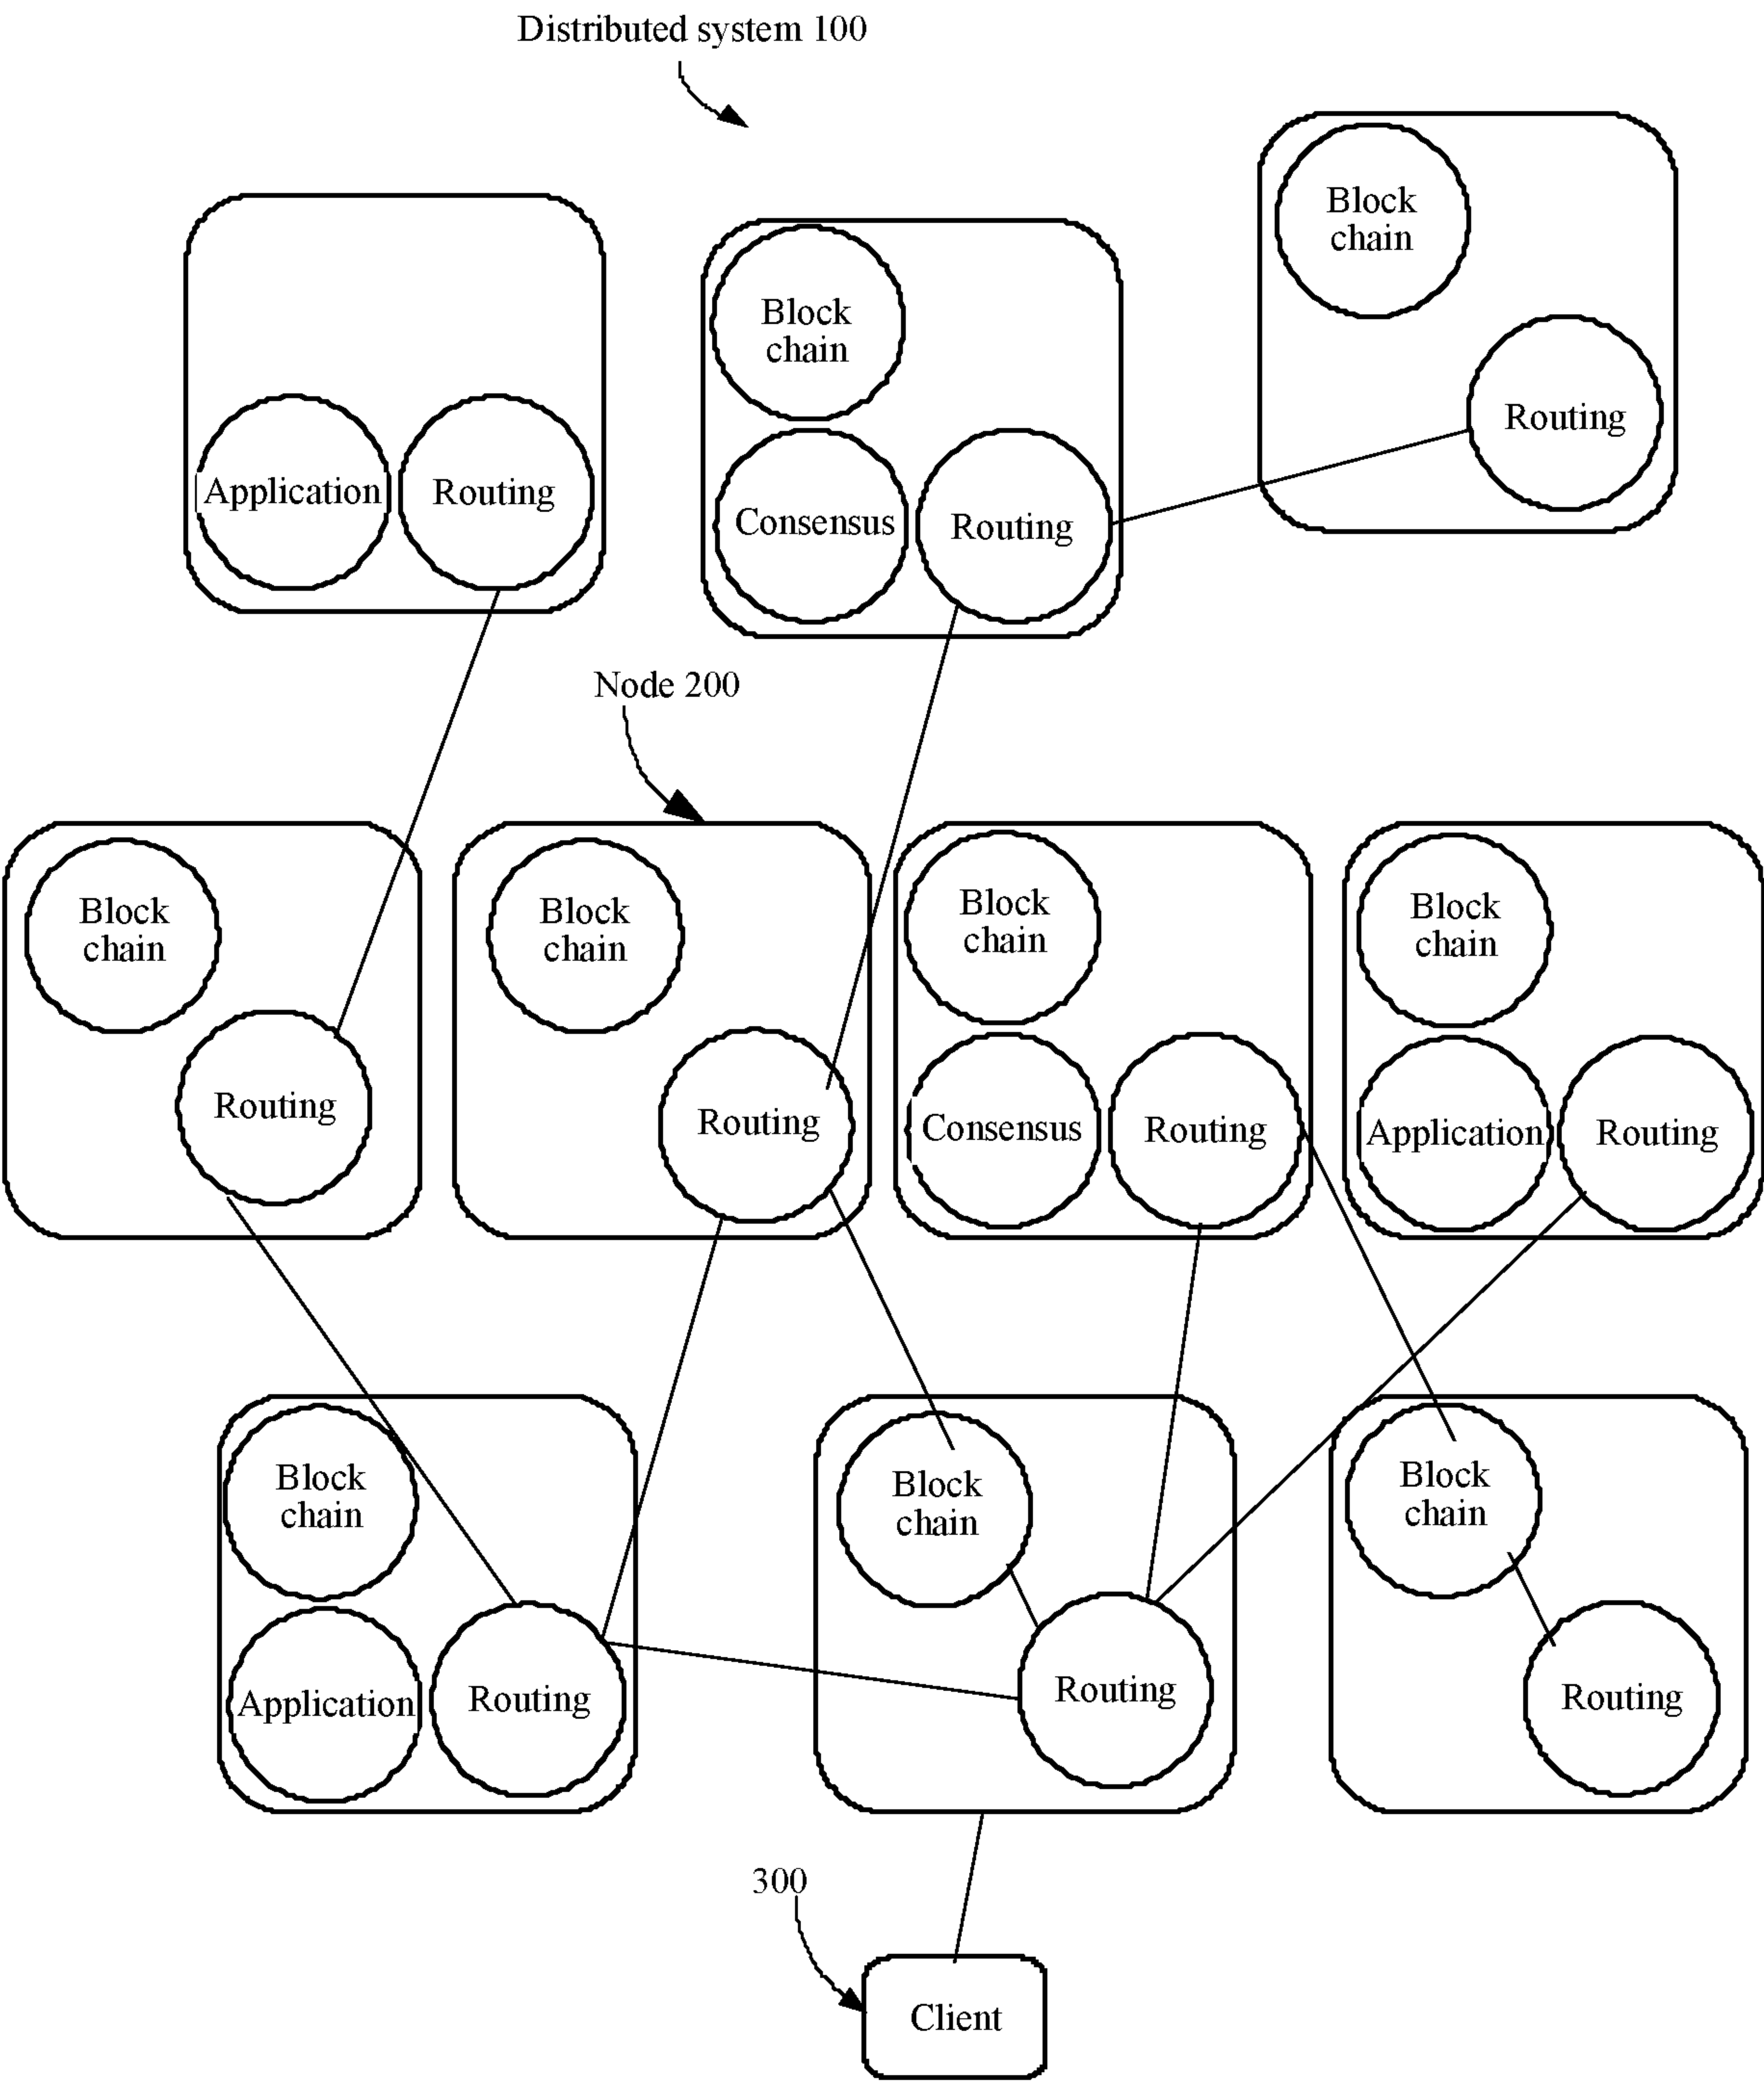 Distributed system 100
Block
chain
Routing
Block
chain
Consensus
Routing
Application
Routing
Node 200
Block
chain
Routing
Block
chain
Routing
Block
chain
Consensus
Routing
Block
chain
Application
Routing
Block
chain
Application
Routing
Block
chain
Routing
Block
chain
Routing
300
Client